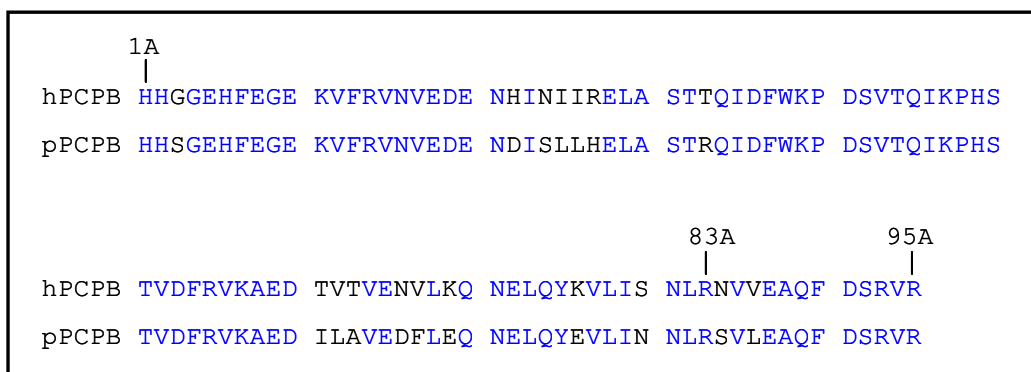 1A
hPCPB HHGGEHFEGE KVFRVNVEDE NHINIIRELA STTQIDFWKP DSVTQIKPHS
pPCPB HHSGEHFEGE KVFRVNVEDE NDISLLHELA STRQIDFWKP DSVTQIKPHS
83A 95A
hPCPB TVDFRVKAED TVTVENVLKQ NELQYKVLIS NLRNVVEAQF DSRVR
pPCPB TVDFRVKAED ILAVEDFLEQ NELQYEVLIN NLRSVLEAQF DSRVR